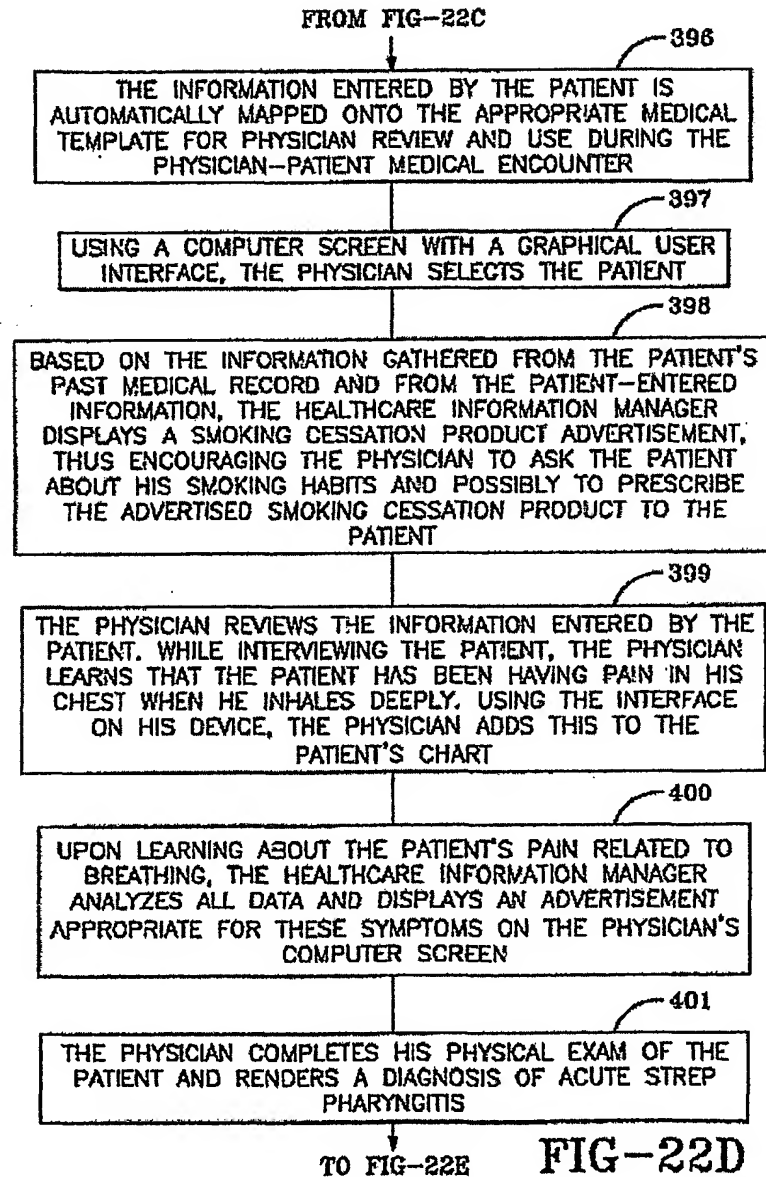 FROM FIG-22C
396
THE INFORMATION ENTERED BY THE PATIENT IS
AUTOMATICALLY MAPPED ONTO THE APPROPRIATE MEDICAL
TEMPLATE FOR PHYSICIAN REVIEW AND USE DURING THE
PHYSICIAN-PATIENT MEDICAL ENCOUNTER
397
USING A COMPUTER SCREEN WITH A GRAPHICAL USER
INTERFACE, THE PHYSICIAN SELECTS THE PATIENT
398
BASED ON THE INFORMATION GATHERED FROM THE PATIENT'S
PAST MEDICAL RECORD AND FROM THE PATIENT-ENTERED
INFORMATION, THE HEALTHCARE INFORMATION MANAGER
DISPLAYS A SMOKING CESSATION PRODUCT ADVERTISEMENT,
THUS ENCOURAGING THE PHYSICIAN TO ASK THE PATIENT
ABOUT HIS SMOKING HABITS AND POSSIBLY TO PRESCRIBE
THE ADVERTISED SMOKING CESSATION PRODUCT TO THE
PATIENT
399
THE PHYSICIAN REVIEWS THE INFORMATION ENTERED BY THE
PATIENT. WHILE INTERVIEWING THE PATIENT, THE PHYSICIAN
LEARNS THAT THE PATIENT HAS BEEN HAVING PAIN IN HIS
CHEST WHEN HE INHALES DEEPLY. USING THE INTERFACE
ON HIS DEVICE, THE PHYSICIAN ADDS THIS TO THE
PATIENT'S CHART
400
UPON LEARNING ABOUT THE PATIENT'S PAIN RELATED TO
BREATHING, THE HEALTHCARE INFORMATION MANAGER
ANALYZES ALL DATA AND DISPLAYS AN ADVERTISEMENT
APPROPRIATE FOR THESE SYMPTOMS ON THE PHYSICIAN'S
COMPUTER SCREEN
401
THE PHYSICIAN COMPLETES HIS PHYSICAL EXAM OF THE
PATIENT AND RENDERS A DIAGNOSIS OF ACUTE STREP
PHARYNGITIS
TO FIG-22E
FIG-22D